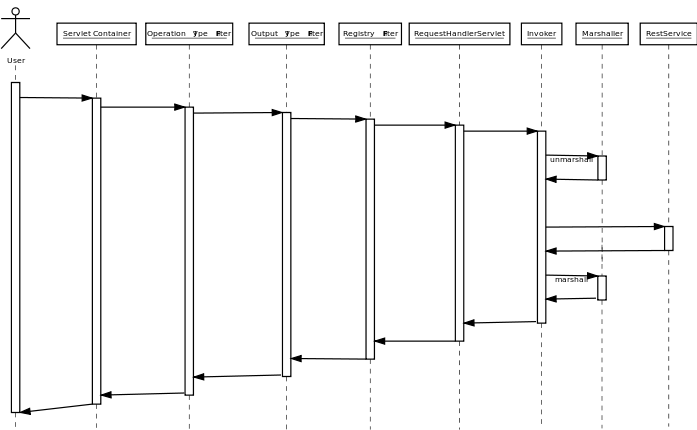 Servlet Container
Operation Type Filter
Output Type Filter
Registry Filter
RequestHandlerServlet
Invoker
Marshaller
RestService
User
unmarshall
marshall